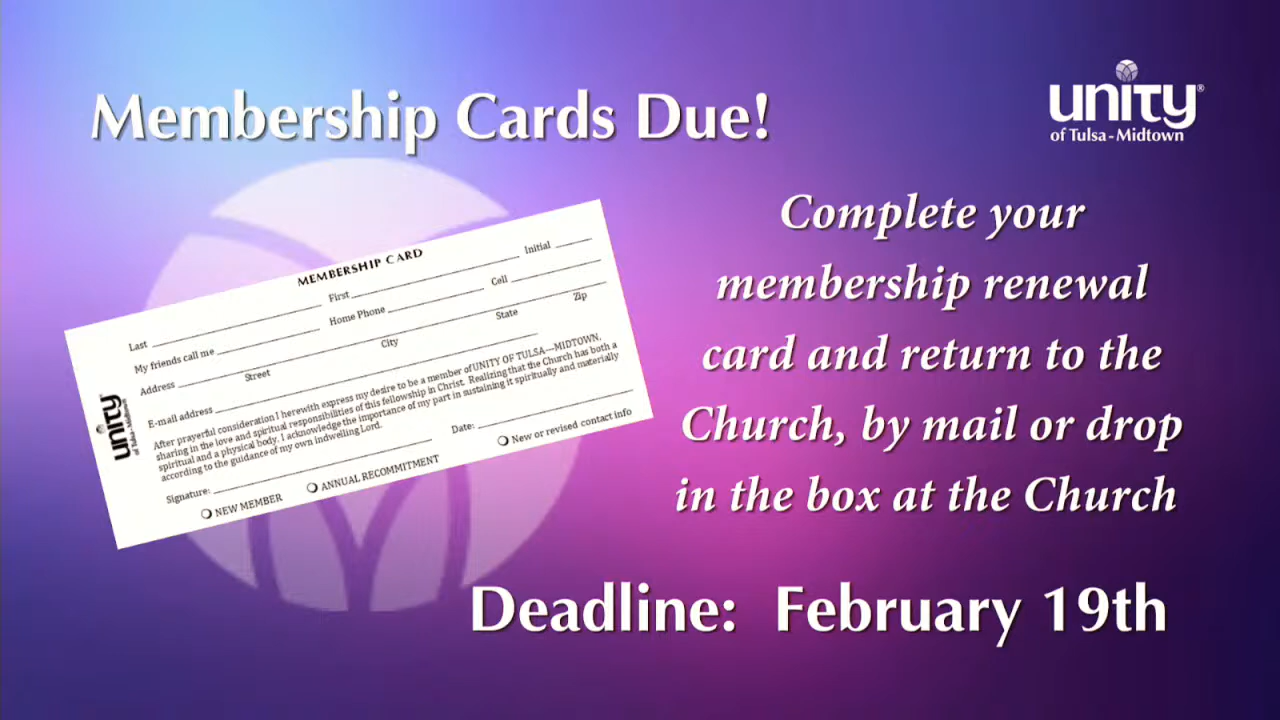 Membership Cards Due!
unity®
of Tulsa-Midtown
MEMBERSHIP CARD
Last First Initial
My friends call me Home Phone Cell
Address
Street City State Zip
E-mail address
After prayerful consideration I herewith express my desire to be a member of UNITY OF TULSA—MIDTOWN,
sharing in the love and spiritual responsibilities of this fellowship in Christ. Realizing that the Church has both a
spiritual and a physical body. I acknowledge the importance of my part in sustaining it spiritually and materially
according to the guidance of my own indwelling Lord.
Signature: Date:
NEW MEMBER ANNUAL RECOMMITMENT New or revised contact info
unity
of Tulsa-Midtown
Complete your
membership renewal
card and return to the
Church, by mail or drop
in the box at the Church
Deadline: February 19th